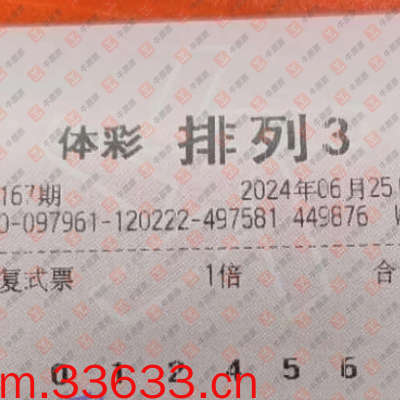 体彩 排列3
167期 2024年06月25
0-097961-120222-497581 449876
复式票 1倍 合
0 1 2 4 5 6
m.33633.cn